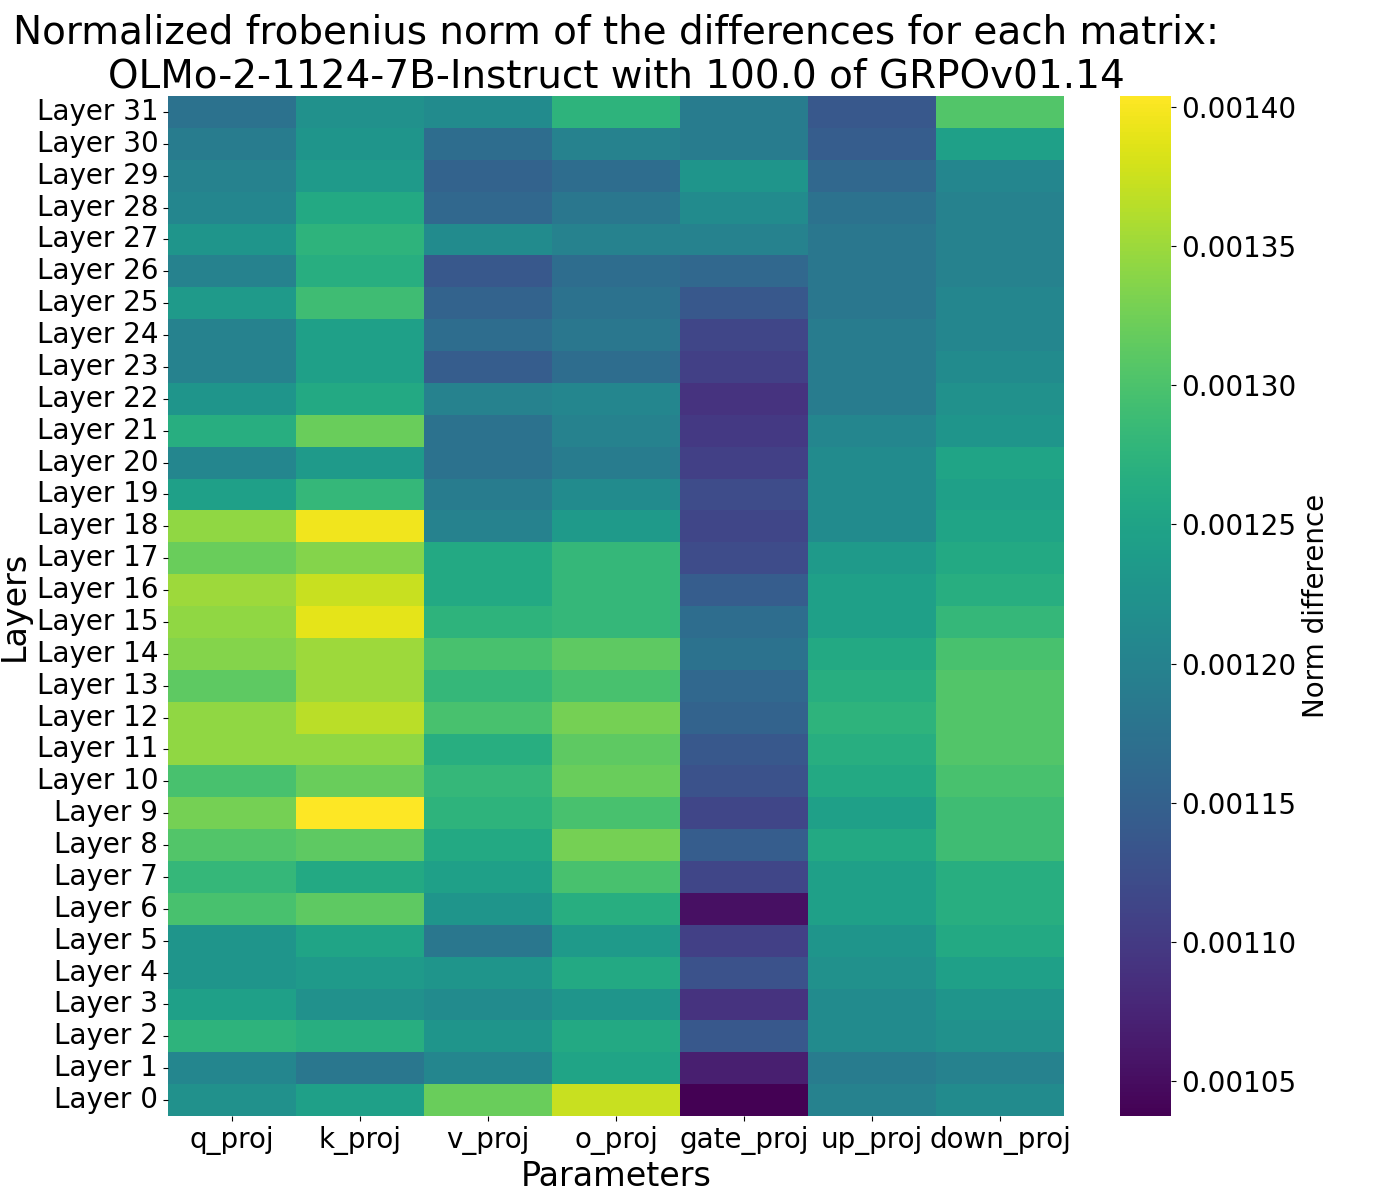 Normalized frobenius norm of the differences for each matrix:
OLMo-2-1124-7B-Instruct with 100.0 of GRPOv01.14
Layers
Layer 31
Layer 30
Layer 29
Layer 28
Layer 27
Layer 26
Layer 25
Layer 24
Layer 23
Layer 22
Layer 21
Layer 20
Layer 19
Layer 18
Layer 17
Layer 16
Layer 15
Layer 14
Layer 13
Layer 12
Layer 11
Layer 10
Layer 9
Layer 8
Layer 7
Layer 6
Layer 5
Layer 4
Layer 3
Layer 2
Layer 1
Layer 0
q_proj k_proj v_proj o_proj gate_proj up_proj down_proj
Parameters
0.00140
0.00135
0.00130
0.00125
0.00120
0.00115
0.00110
0.00105
Norm difference